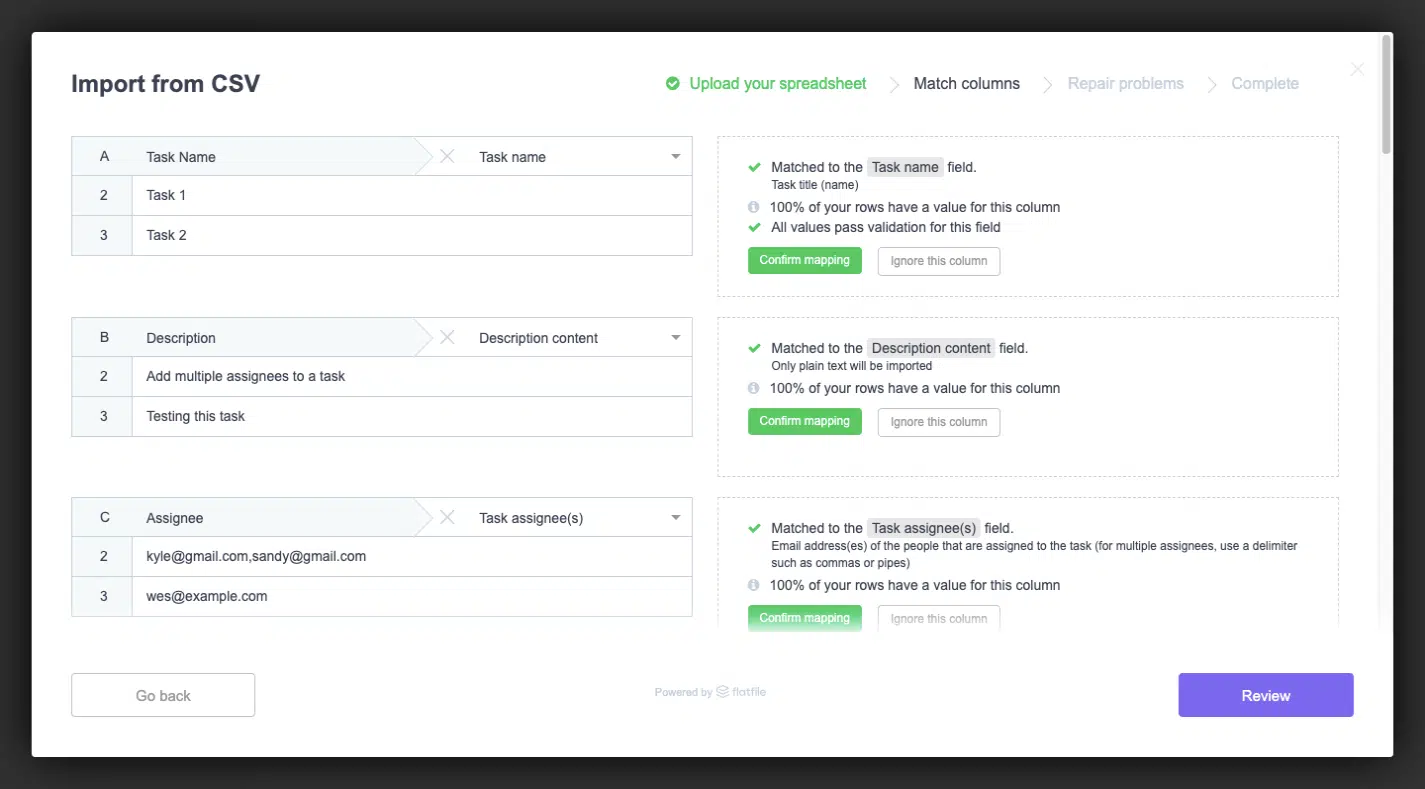 Import from CSV
Upload your spreadsheet Match columns Repair problems Complete
A Task Name Task name
2 Task 1
3 Task 2
Matched to the Task name field.
Task title (name)
100% of your rows have a value for this column
All values pass validation for this field
Confirm mapping Ignore this column
B Description Description content
2 Add multiple assignees to a task
3 Testing this task
Matched to the Description content field.
Only plain text will be imported
100% of your rows have a value for this column
Confirm mapping Ignore this column
C Assignee Task assignee(s)
2 kyle@gmail.com,sandy@gmail.com
3 wes@example.com
Matched to the Task assignee(s) field.
Email address(es) of the people that are assigned to the task (for multiple assignees, use a delimiter
such as commas or pipes)
100% of your rows have a value for this column
Confirm mapping Ignore this column
Go back Powered by flatfile Review